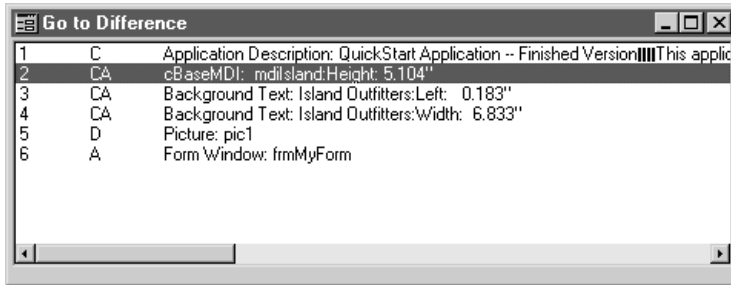 Go to Difference
1 C Application Description: QuickStart Application -- Finished Version||||This applic
2 CA cBaseMDI: mdiIsland:Height: 5.104''
3 CA Background Text: Island Outfitters:Left: 0.183''
4 CA Background Text: Island Outfitters:Width: 6.833''
5 D Picture: pic1
6 A Form Window: frmMyForm